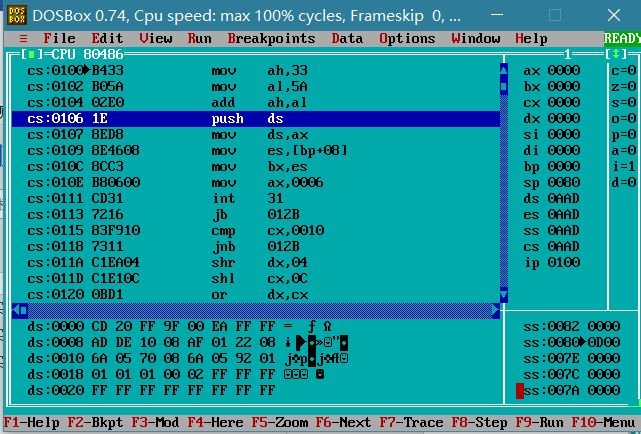 DOSBox 0.74, Cpu speed: max 100% cycles, Frameskip 0, ...
≡ File Edit View Run Breakpoints Data Options Window Help READY
[■]=CPU 80486 1 [↕]
cs:0100►B433 mov ah,33 ax 0000 c=0
cs:0102 B05A mov al,5A bx 0000 z=0
cs:0104 02E0 add ah,al cx 0000 s=0
cs:0106 1E push ds dx 0000 o=0
cs:0107 8ED8 mov ds,ax si 0000 p=0
cs:0109 8E4608 mov es,[bp+08] di 0000 a=0
cs:010C 8CC3 mov bx,es bp 0000 i=1
cs:010E B80600 mov ax,0006 sp 0080 d=0
cs:0111 CD31 int 31 ds 0AAD
cs:0113 7216 jb 012B es 0AAD
cs:0115 83F910 cmp cx,0010 ss 0AAD
cs:0118 7311 jnb 012B cs 0AAD
cs:011A C1EA04 shr dx,04 ip 0100
cs:011D C1E10C shl cx,0C
cs:0120 0BD1 or dx,cx
ds:0000 CD 20 FF 9F 00 EA FF FF = ƒ Ω ss:0082 0000
ds:0008 AD DE 10 08 AF 01 22 08 ss:0080►0D00
ds:0010 6A 05 70 08 6A 05 92 01 j♣p◘j♣Æ☺ ss:007E 0000
ds:0018 01 01 01 00 02 FF FF FF ☺☺☺ ☻ ss:007C 0000
ds:0020 FF FF FF FF FF FF FF FF ss:007A 0000
F1-Help F2-Bkpt F3-Mod F4-Here F5-Zoom F6-Next F7-Trace F8-Step F9-Run F10-Menu